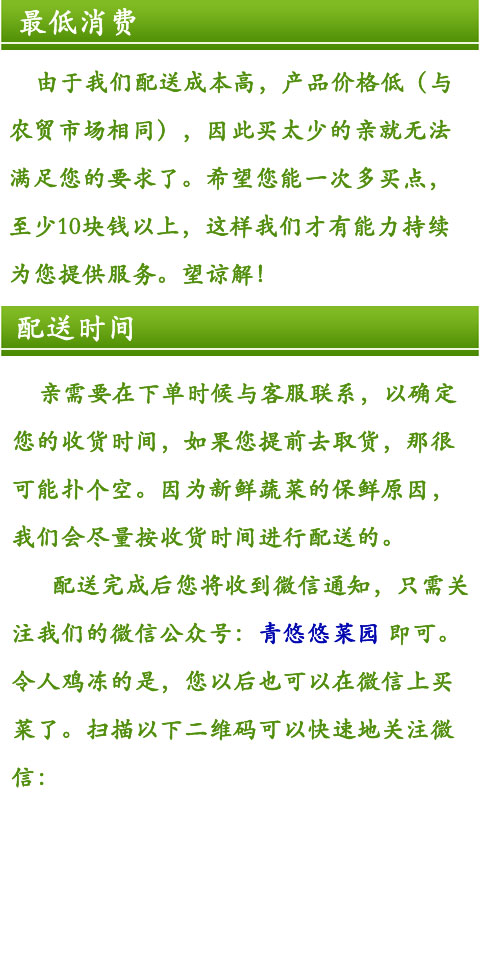 最低消费
由于我们配送成本高，产品价格低（与
农贸市场相同），因此买太少的亲就无法
满足您的要求了。希望您能一次多买点，
至少10块钱以上，这样我们才有能力持续
为您提供服务。望谅解！
配送时间
亲需要在下单时候与客服联系，以确定
您的收货时间，如果您提前去取货，那很
可能扑个空。因为新鲜蔬菜的保鲜原因，
我们会尽量按收货时间进行配送的。
配送完成后您将收到微信通知，只需关
注我们的微信公众号：青悠悠菜园 即可。
令人鸡冻的是，您以后也可以在微信上买
菜了。扫描以下二维码可以快速地关注微
信：